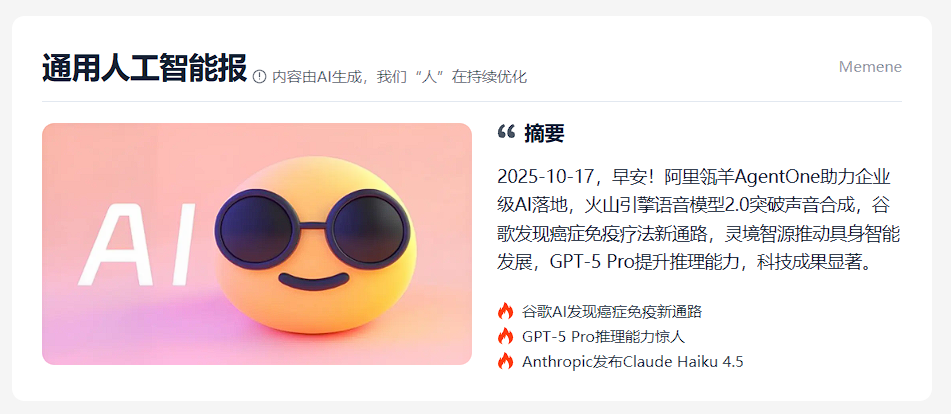 通用人工智能报 内容由AI生成，我们“人”在持续优化
Memene
AI
摘要
2025-10-17，早安！阿里瓴羊AgentOne助力企业
级AI落地，火山引擎语音模型2.0突破声音合成，谷
歌发现癌症免疫疗法新通路，灵境智源推动具身智能
发展，GPT-5 Pro提升推理能力，科技成果显著。
谷歌AI发现癌症免疫新通路
GPT-5 Pro推理能力惊人
Anthropic发布Claude Haiku 4.5